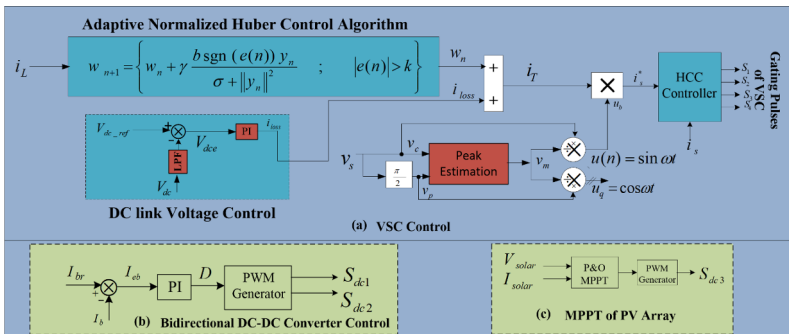 Adaptive Normalized Huber Control Algorithm
i_L
w_{n+1} = { w_n + γ b sgn (e(n)) y_n / σ + ||y_n||^2 ; |e(n)| > k }
w_n
+
+
i_loss
i_T
×
i_s^*
u_b
HCC
Controller
S_1
S_2
S_3
Gating Pulses
of VSC
i_s
V_dc_ref
+
−
V_dce
PI
i_loss
LPF
V_dc
DC link Voltage Control
v_s
π/2
v_c
v_p
Peak
Estimation
v_m
u(n) = sin ωt
u_q = cos ωt
(a) VSC Control
I_br
+
−
I_b
I_eb
PI
D
PWM
Generator
S_dc1
S_dc2
(b) Bidirectional DC-DC Converter Control
V_solar
I_solar
P&O
MPPT
PWM
Generator
S_dc3
(c) MPPT of PV Array